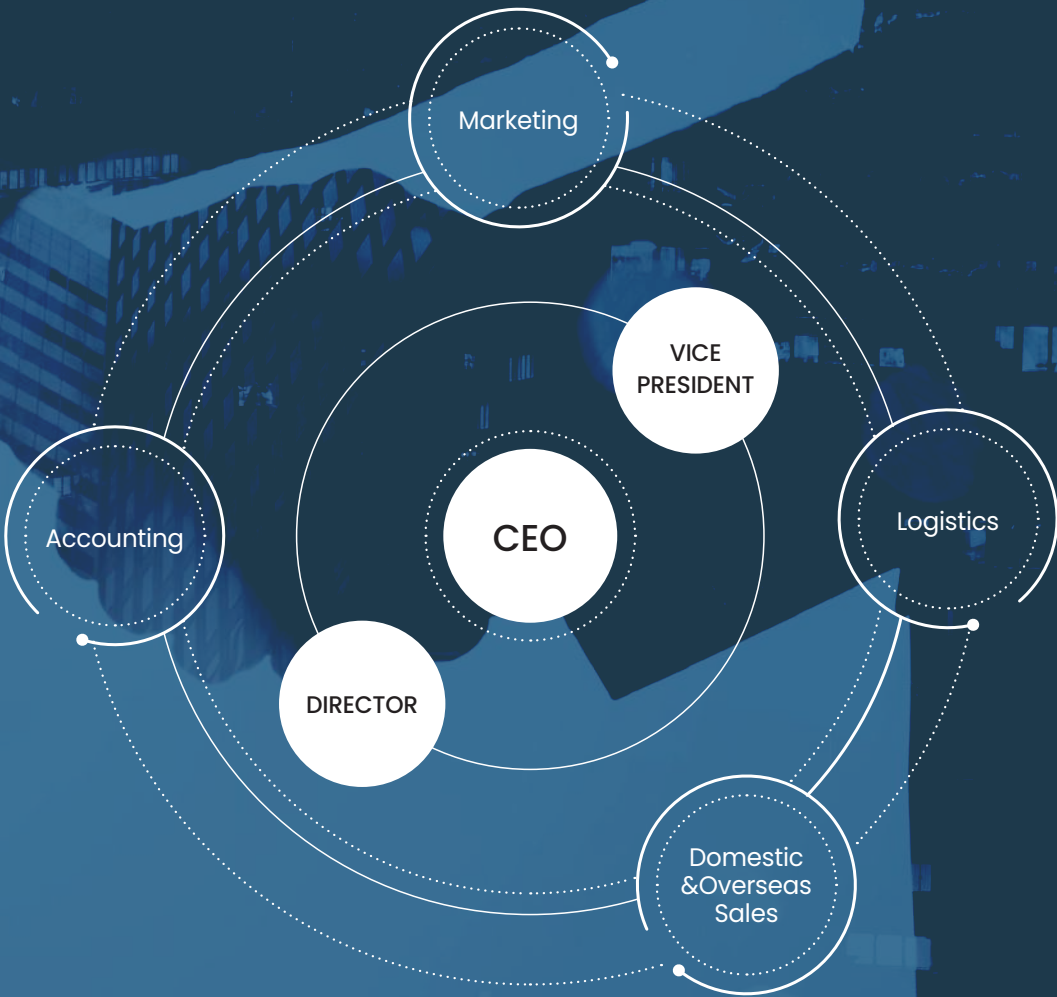 Marketing
VICE
PRESIDENT
Logistics
CEO
Accounting
DIRECTOR
Domestic
&Overseas
Sales